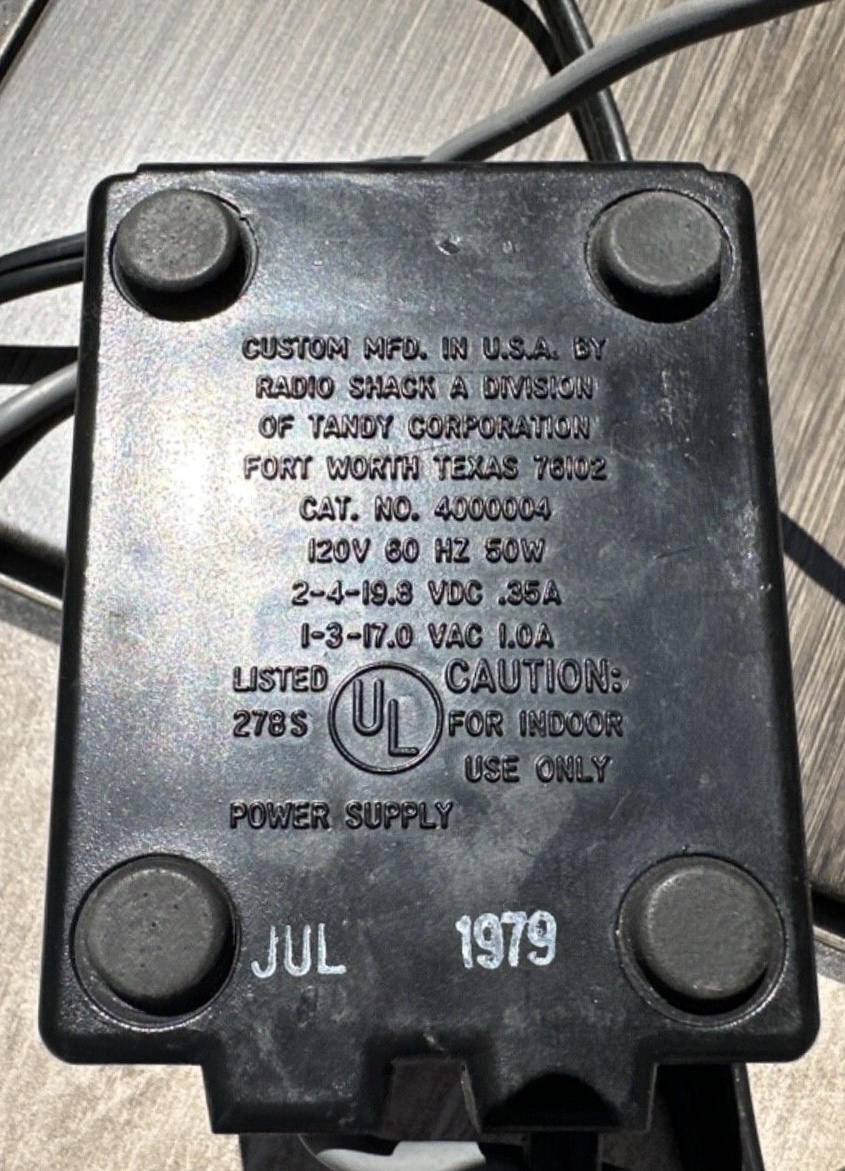 CUSTOM MFD. IN U.S.A. BY
RADIO SHACK A DIVISION
OF TANDY CORPORATION
FORT WORTH TEXAS 76102
CAT. NO. 4000004
120V 60 HZ 50W
2-4-19.8 VDC .35A
1-3-17.0 VAC 1.0A
LISTED UL CAUTION:
278S FOR INDOOR
USE ONLY
POWER SUPPLY
JUL 1979